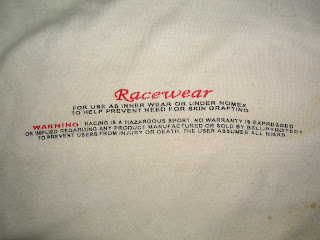 Racewear
FOR USE AS INNER WEAR OR UNDER NOMEX
TO HELP PREVENT NEED FOR SKIN GRAFTING
WARNING: RACING IS A HAZARDOUS SPORT. NO WARRANTY IS EXPRESSED
OR IMPLIED REGARDING ANY PRODUCT MANUFACTURED OR SOLD BY
TO PREVENT USERS FROM INJURY OR DEATH. THE USER ASSUMES ALL RISKS